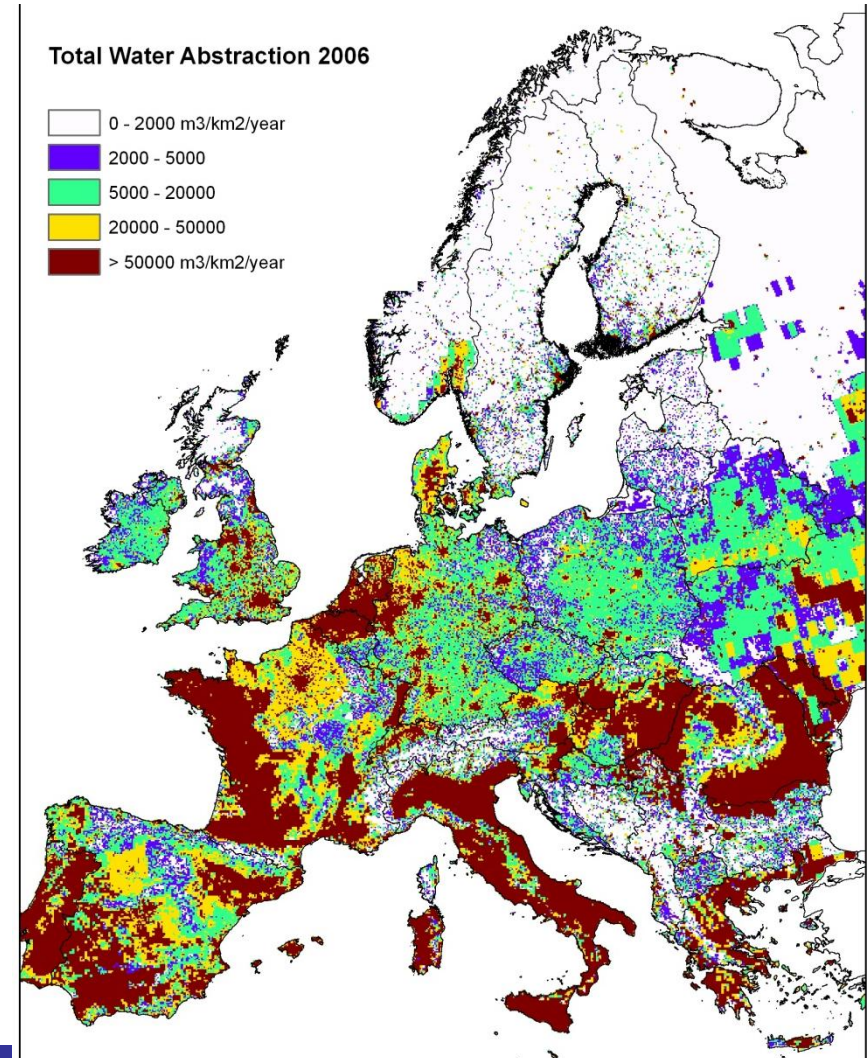 Total Water Abstraction 2006
0 - 2000 m3/km2/year
2000 - 5000
5000 - 20000
20000 - 50000
> 50000 m3/km2/year